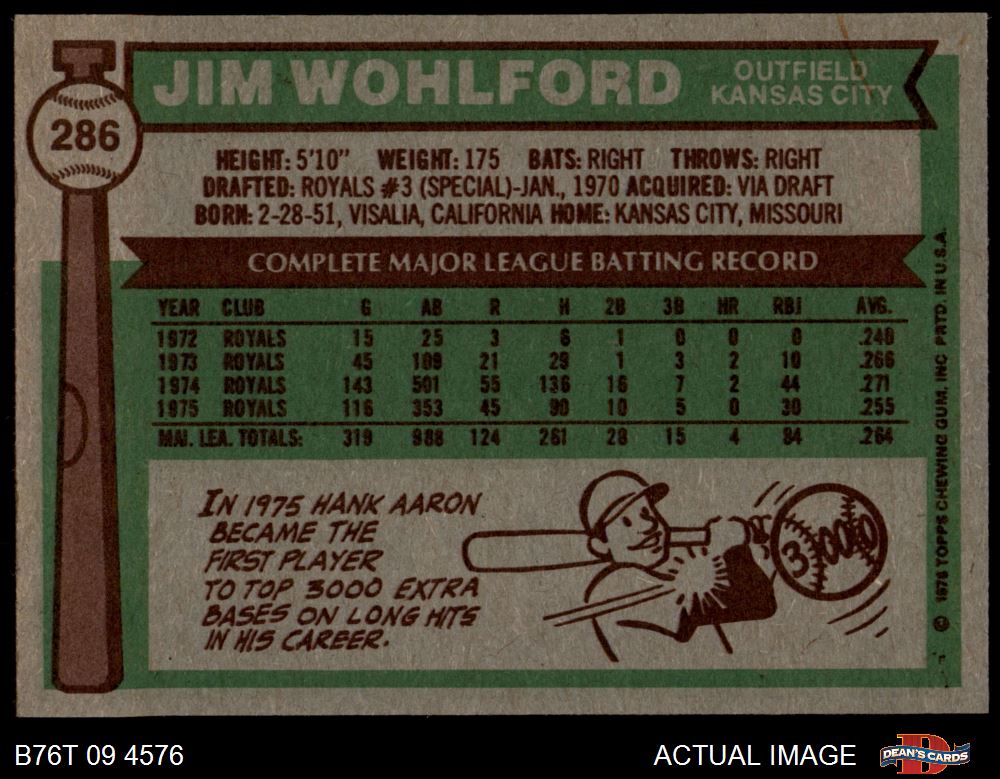 286
JIM WOHLFORD
OUTFIELD
KANSAS CITY
HEIGHT: 5'10" WEIGHT: 175 BATS: RIGHT THROWS: RIGHT
DRAFTED: ROYALS #3 (SPECIAL)-JAN., 1970 ACQUIRED: VIA DRAFT
BORN: 2-28-51, VISALIA, CALIFORNIA HOME: KANSAS CITY, MISSOURI
COMPLETE MAJOR LEAGUE BATTING RECORD
YEAR CLUB G AB R H 2B 3B HR RBI AVG.
1972 ROYALS 15 25 3 6 1 0 0 0 .240
1973 ROYALS 45 109 21 29 1 3 2 10 .266
1974 ROYALS 143 501 55 136 16 7 2 44 .271
1975 ROYALS 116 353 45 90 10 5 0 30 .255
MAJ. LEA. TOTALS: 319 988 124 261 28 15 4 84 .264
IN 1975 HANK AARON
BECAME THE
FIRST PLAYER
TO TOP 3000 EXTRA
BASES ON LONG HITS
IN HIS CAREER.
3000
© 1976 TOPPS CHEWING GUM, INC PRTD. IN U.S.A.
B76T 09 4576
ACTUAL IMAGE
D
DEAN'S CARDS